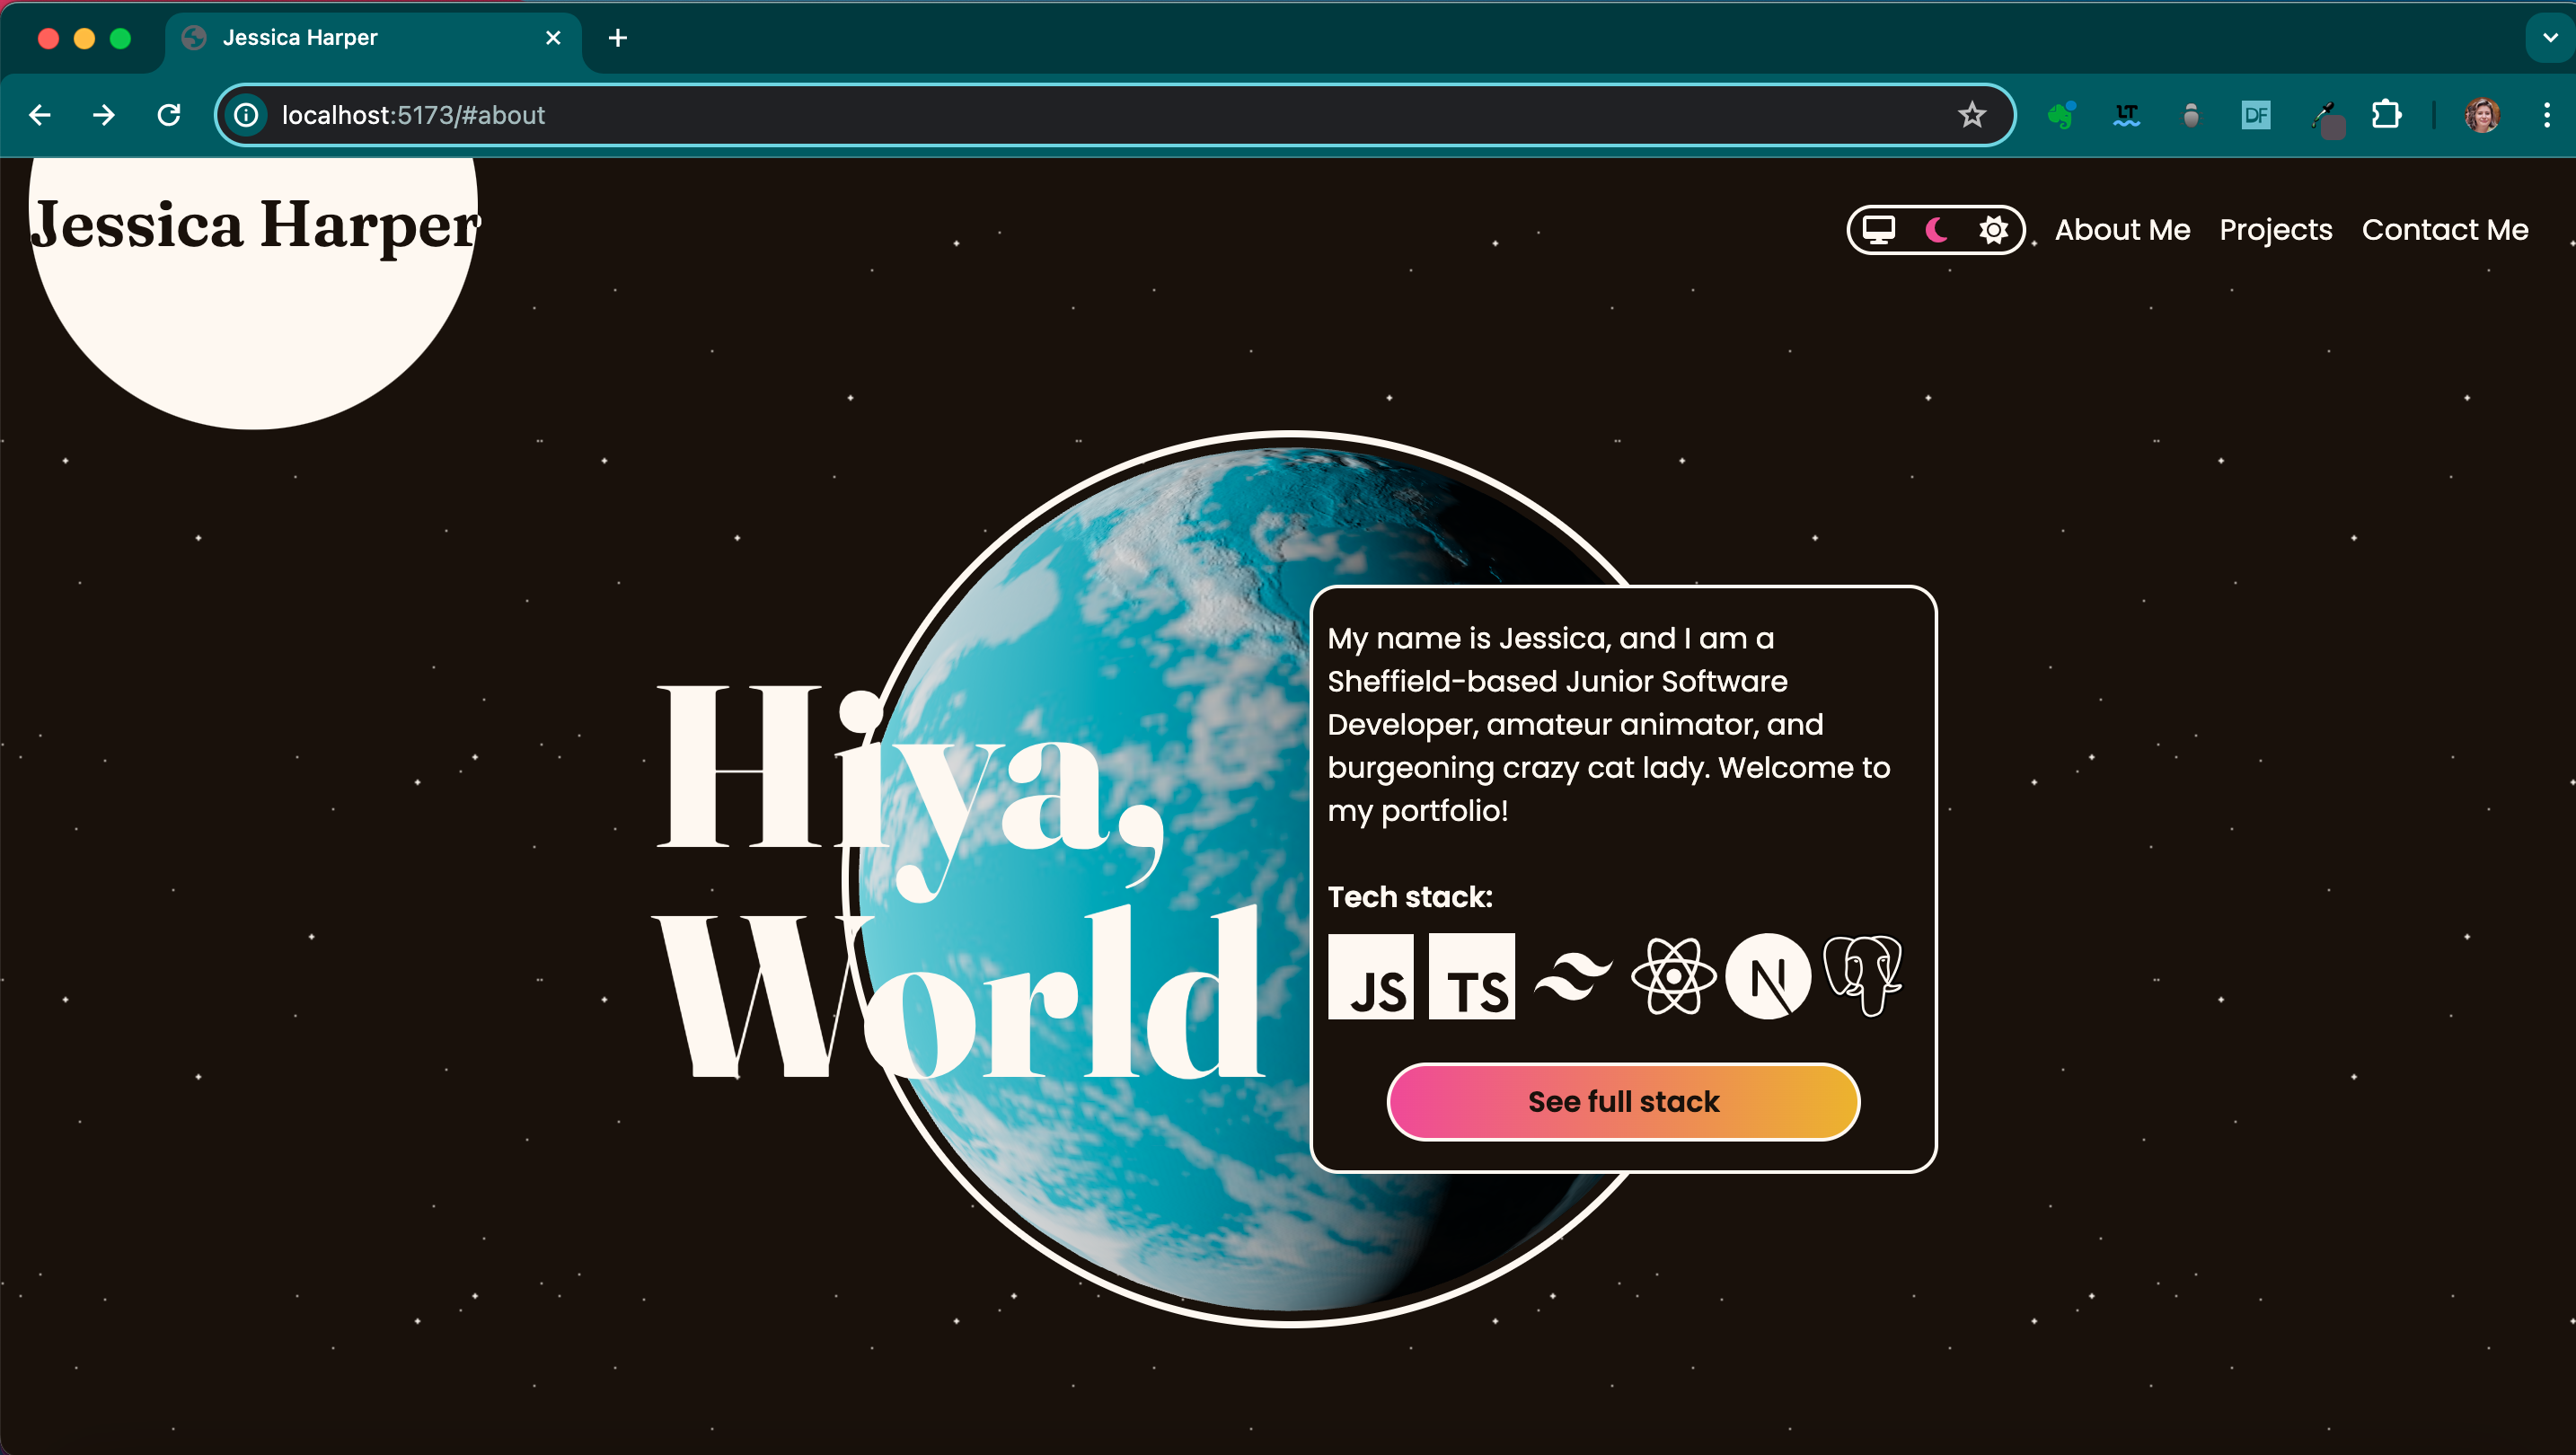 Jessica Harper
localhost:5173/#about
LT
DF
Jessica Harper
About Me Projects Contact Me
Hiya,
World
My name is Jessica, and I am a
Sheffield-based Junior Software
Developer, amateur animator, and
burgeoning crazy cat lady. Welcome to
my portfolio!
Tech stack:
JS TS N
See full stack